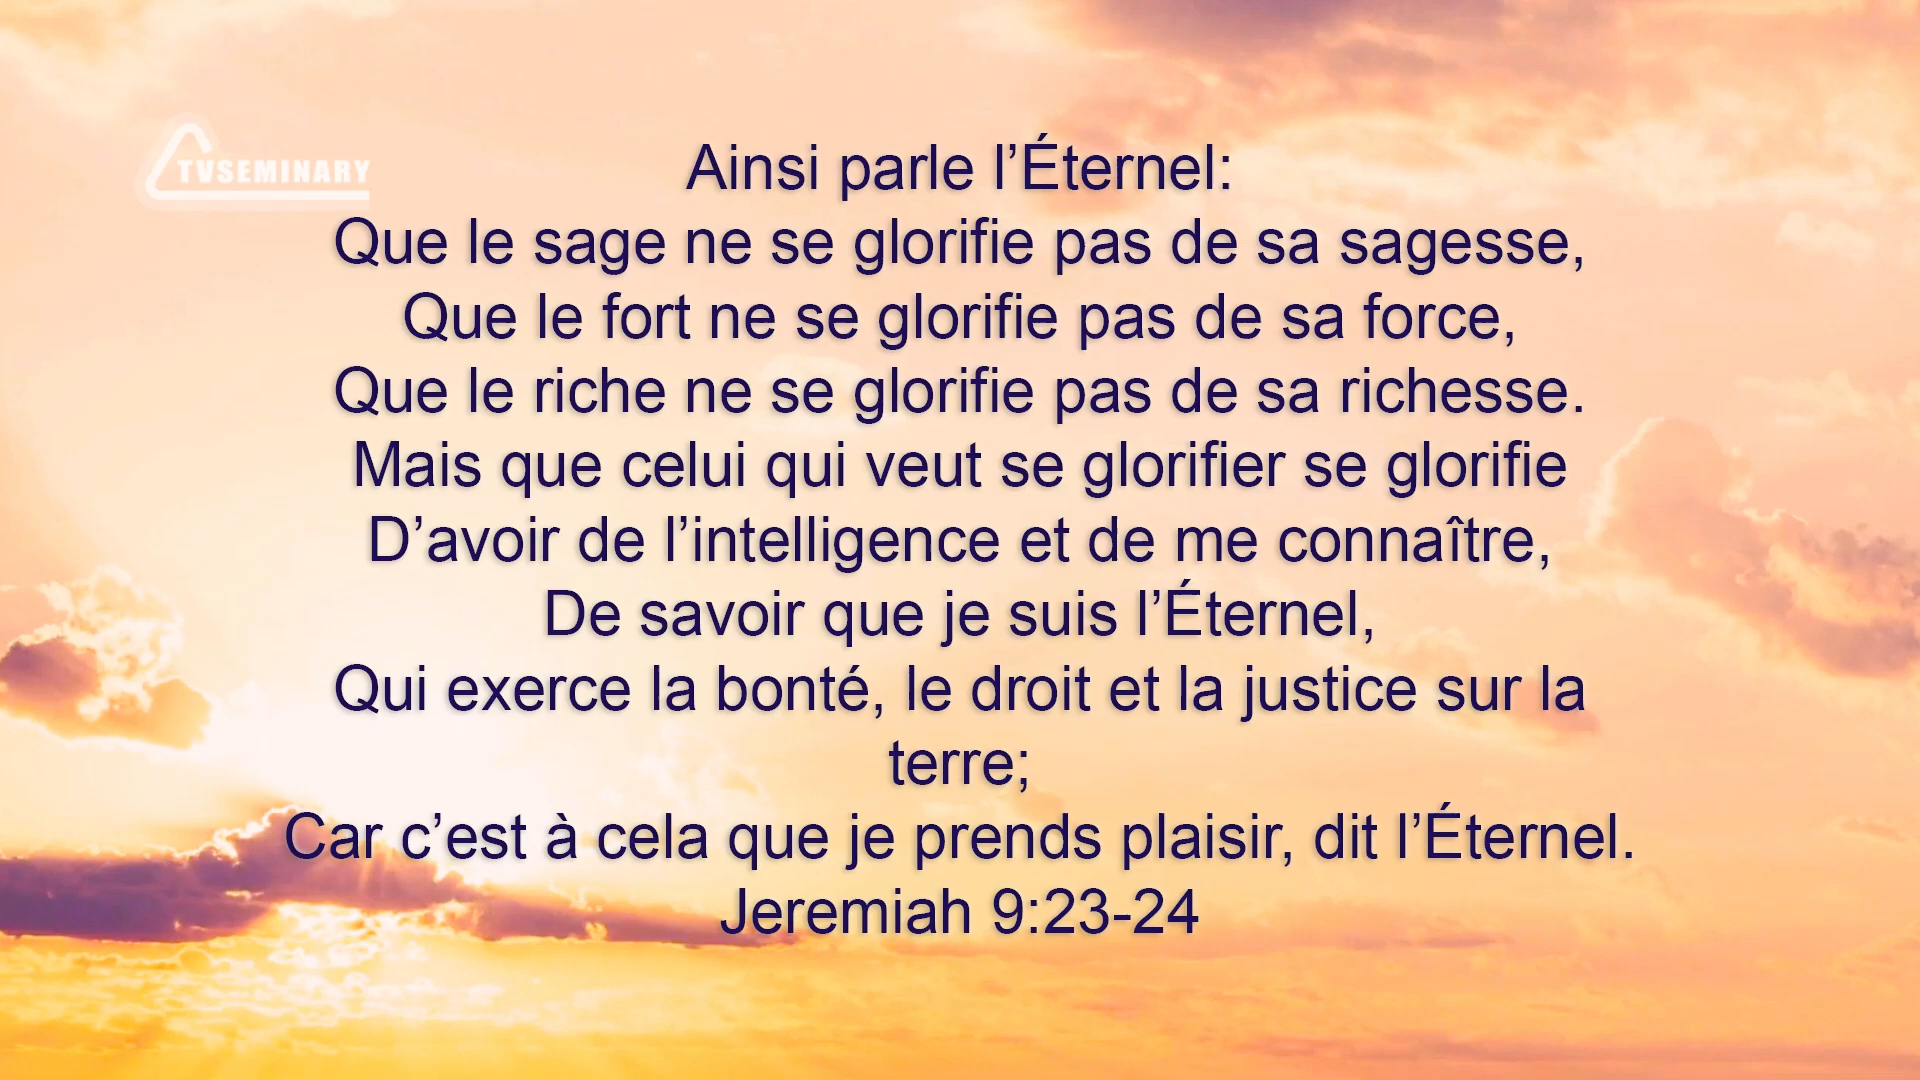 TVSEMINARY
Ainsi parle l’Éternel:
Que le sage ne se glorifie pas de sa sagesse,
Que le fort ne se glorifie pas de sa force,
Que le riche ne se glorifie pas de sa richesse.
Mais que celui qui veut se glorifier se glorifie
D’avoir de l’intelligence et de me connaître,
De savoir que je suis l’Éternel,
Qui exerce la bonté, le droit et la justice sur la
terre;
Car c’est à cela que je prends plaisir, dit l’Éternel.
Jeremiah 9:23-24